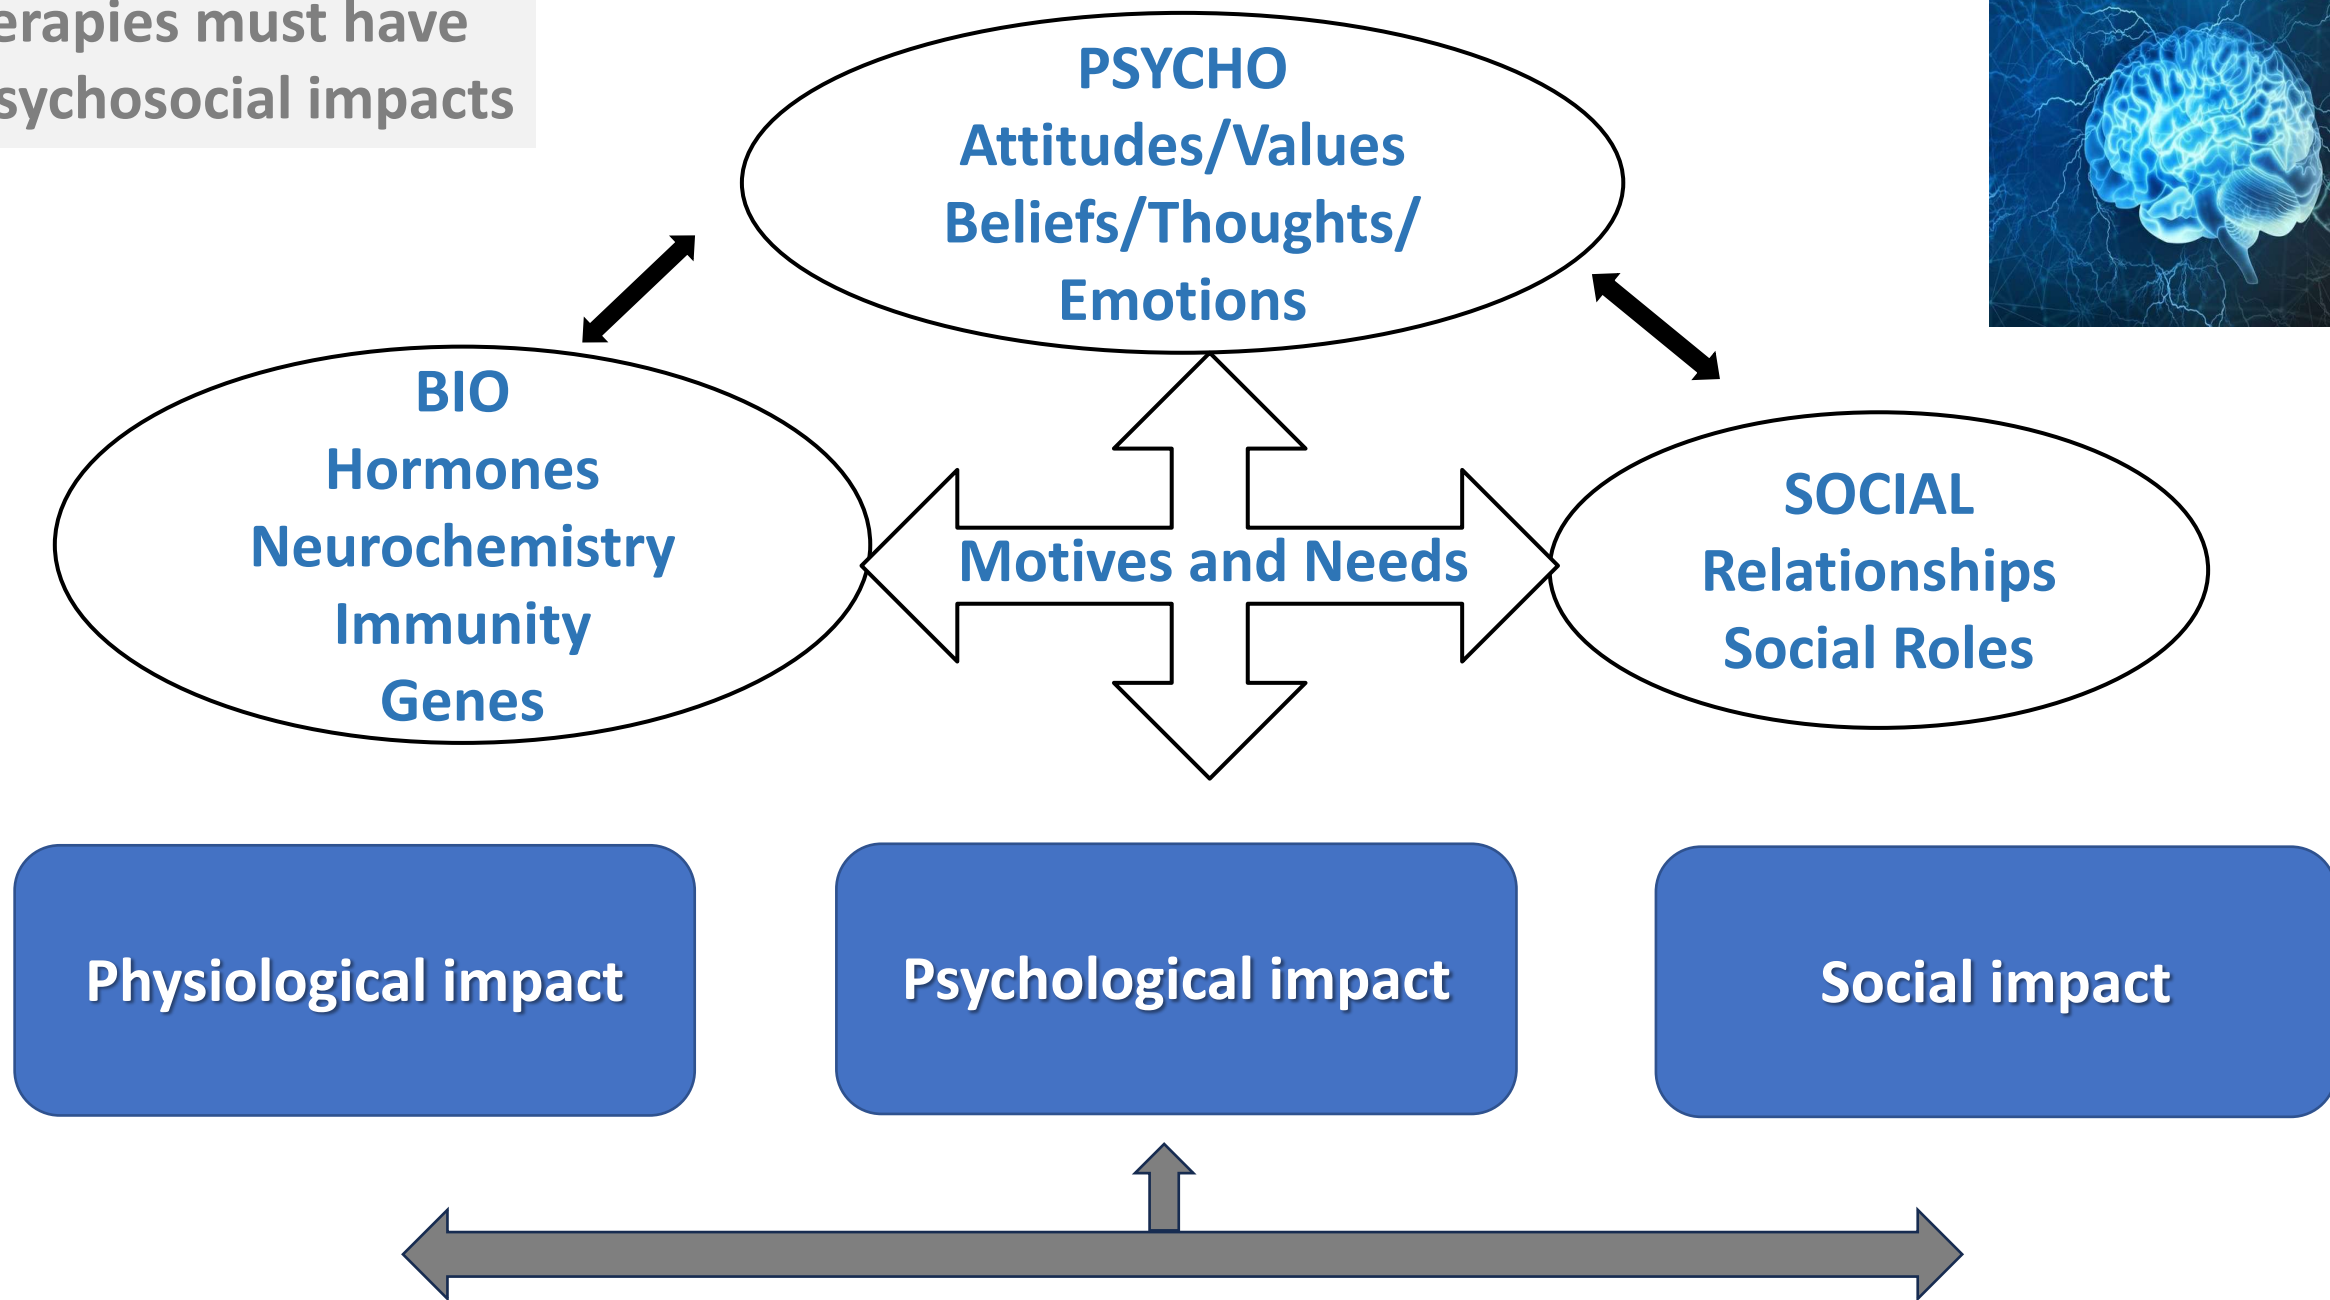 erapies must have
sychosocial impacts
PSYCHO
Attitudes/Values
Beliefs/Thoughts/
Emotions
BIO
Hormones
Neurochemistry
Immunity
Genes
Motives and Needs
SOCIAL
Relationships
Social Roles
Physiological impact
Psychological impact
Social impact